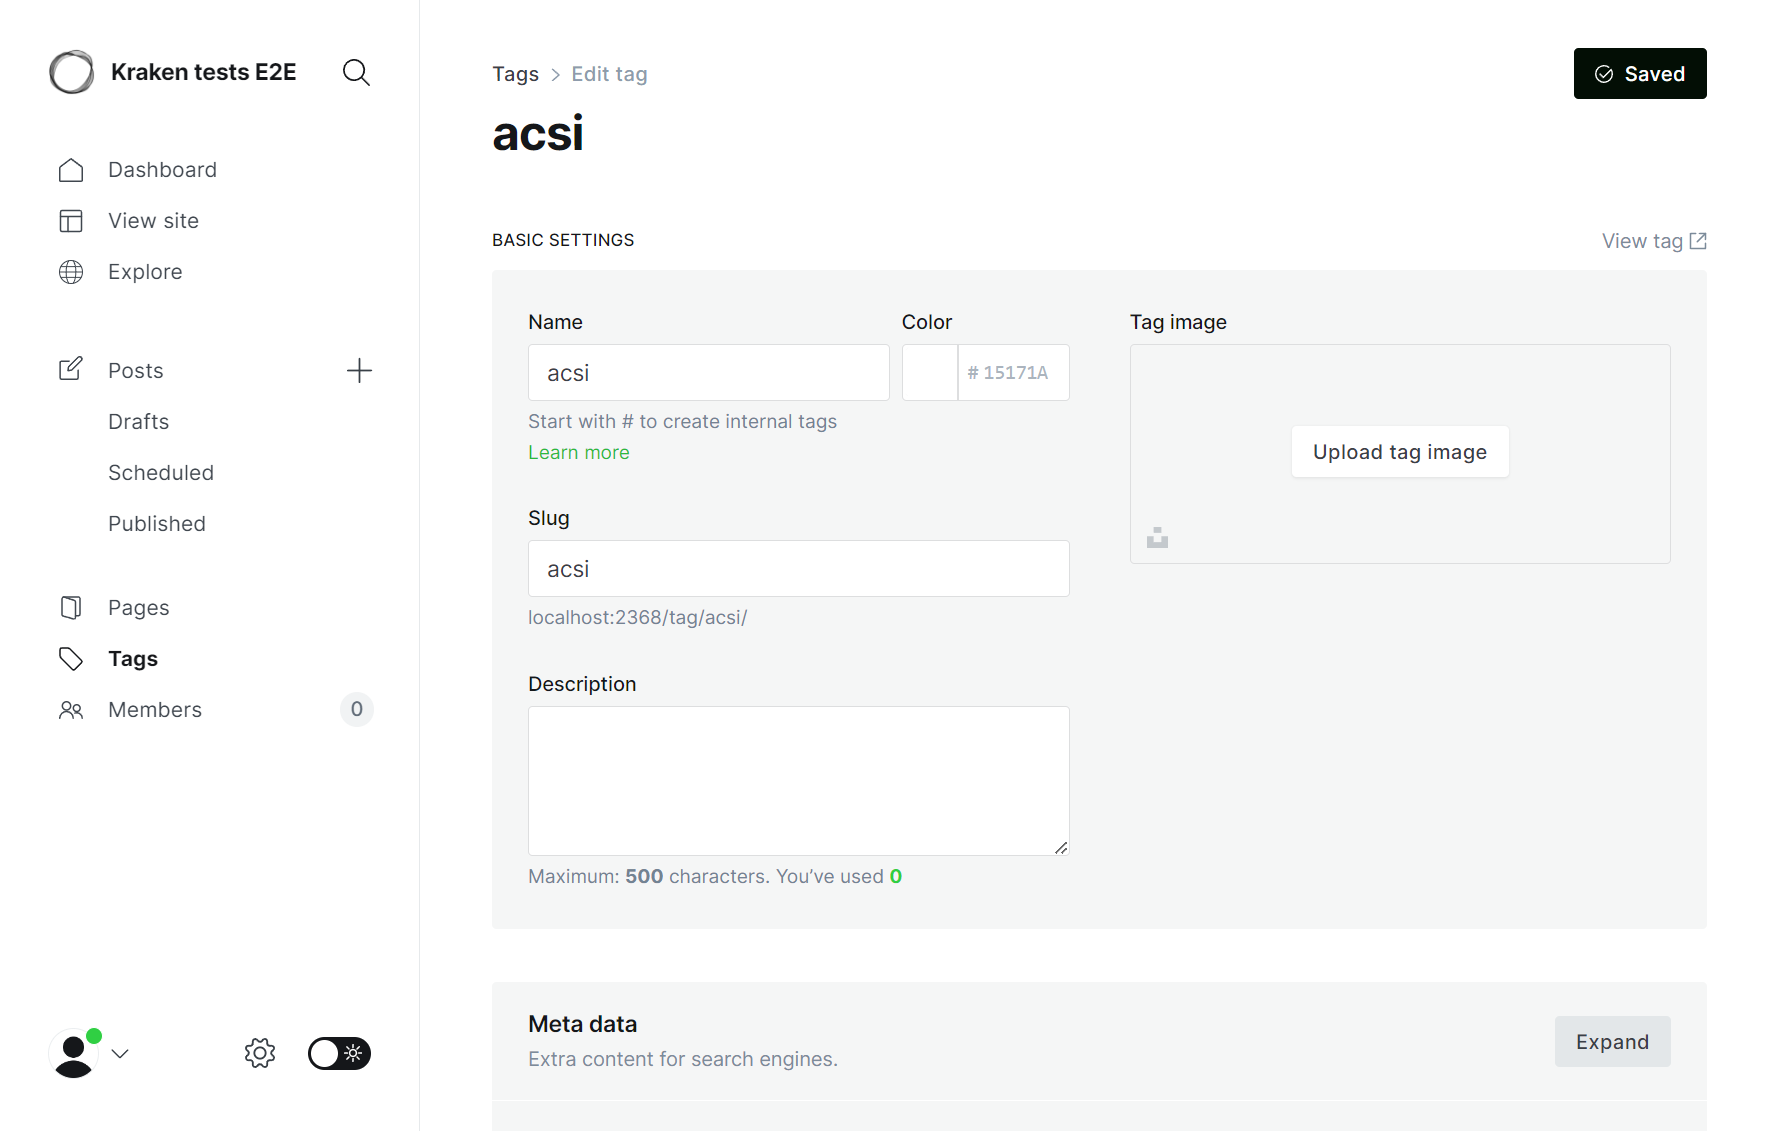 Kraken tests E2E
Dashboard
View site
Explore
Posts
Drafts
Scheduled
Published
Pages
Tags
Members 0
Tags > Edit tag
Saved
acsi
BASIC SETTINGS
View tag
Name
acsi
Start with # to create internal tags
Learn more
Color
# 15171A
Slug
acsi
localhost:2368/tag/acsi/
Description
Maximum: 500 characters. You’ve used 0
Tag image
Upload tag image
Meta data
Extra content for search engines.
Expand